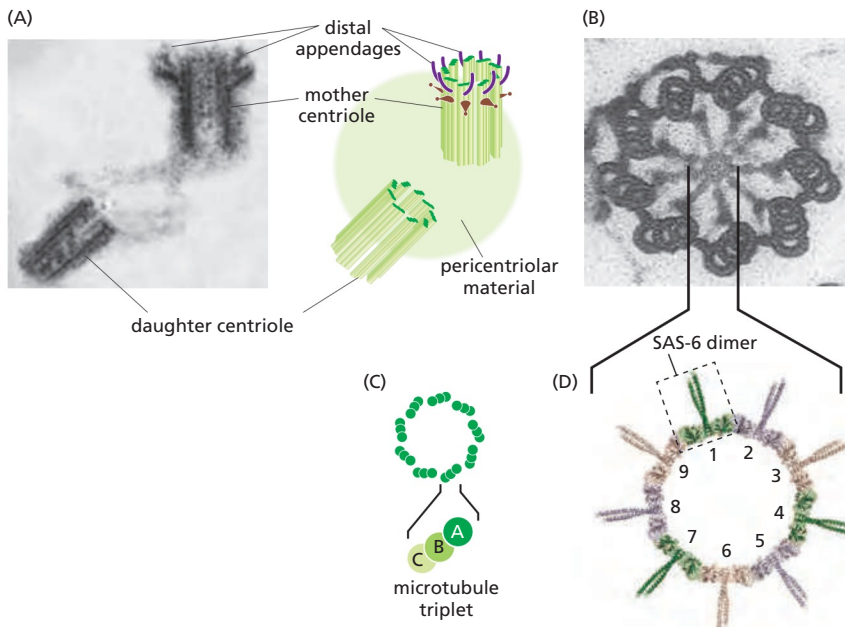 (A)
distal
appendages
mother
centriole
pericentriolar
material
daughter centriole
(B)
SAS-6 dimer
(C)
A
B
C
microtubule
triplet
(D)
1
2
3
4
5
6
7
8
9